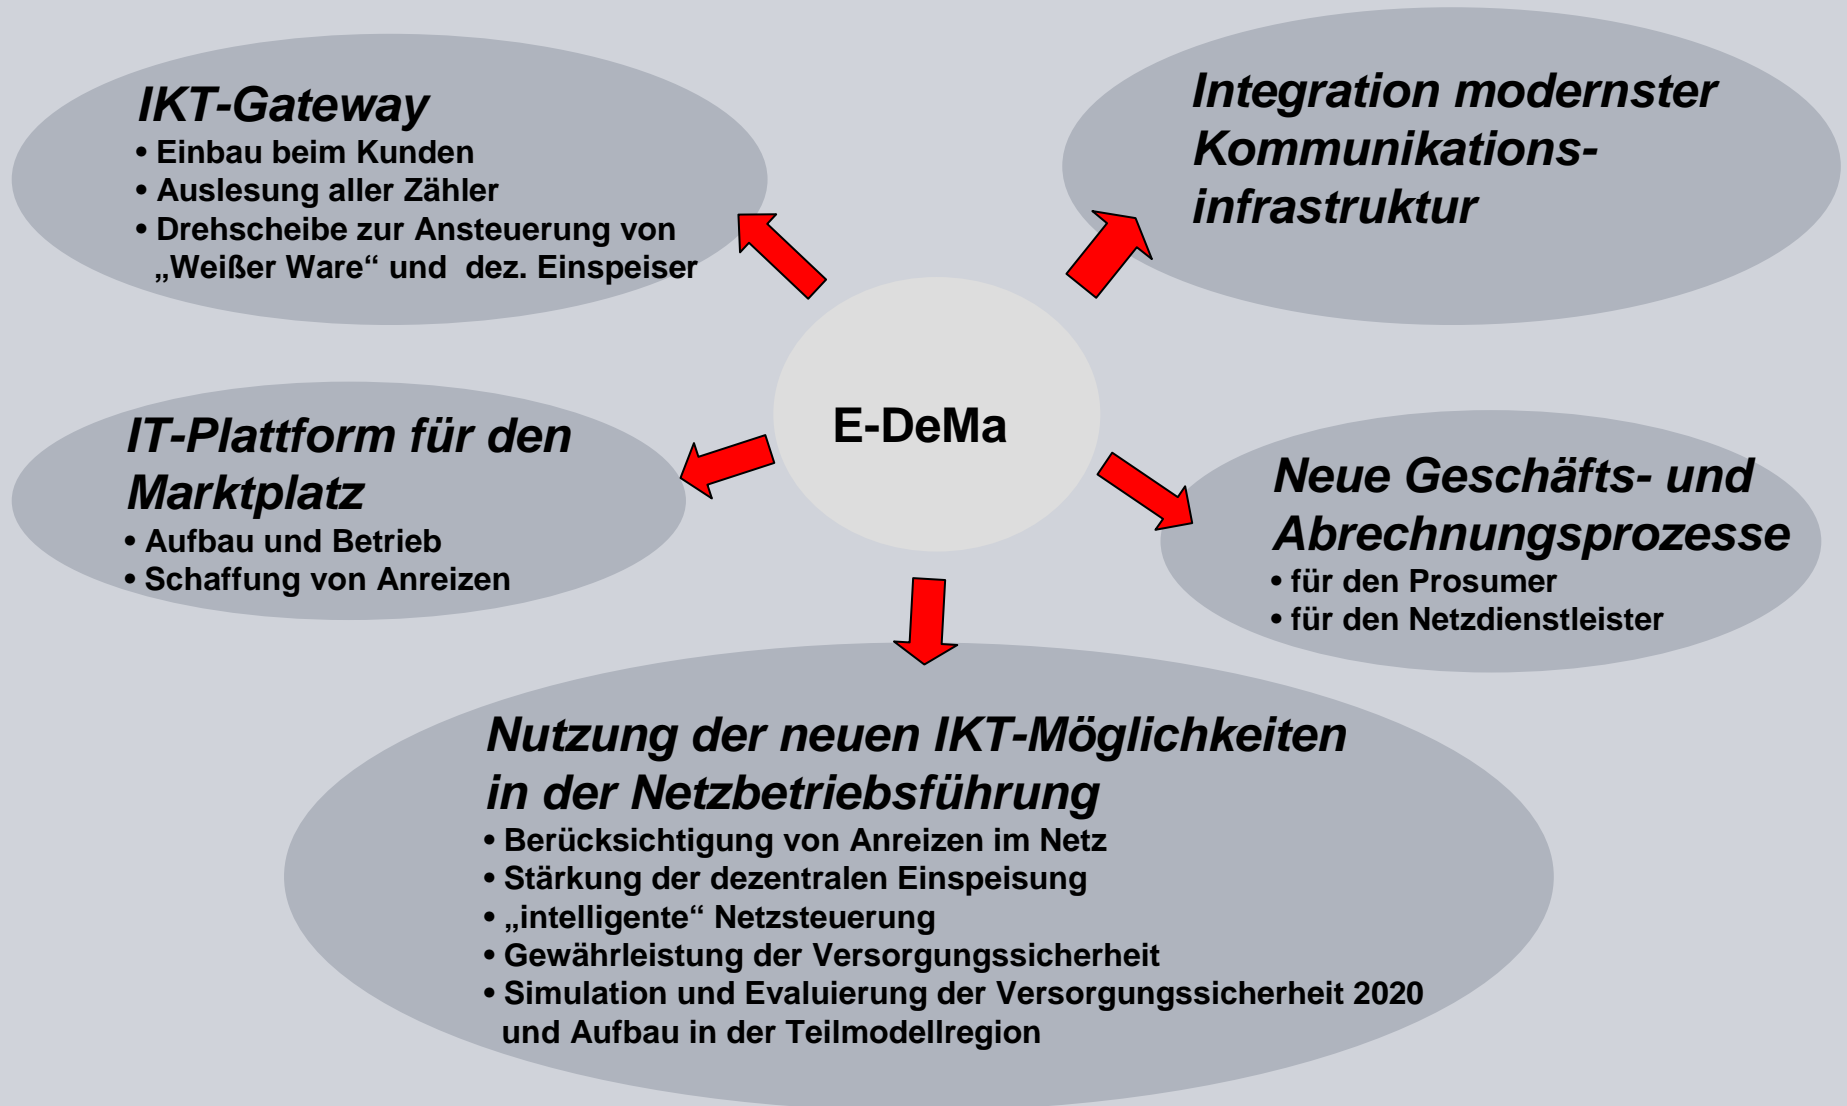 IKT-Gateway
• Einbau beim Kunden
• Auslesung aller Zähler
• Drehscheibe zur Ansteuerung von
„Weißer Ware“ und dez. Einspeiser
Integration modernster
Kommunikations-
infrastruktur
E-DeMa
IT-Plattform für den
Marktplatz
• Aufbau und Betrieb
• Schaffung von Anreizen
Neue Geschäfts- und
Abrechnungsprozesse
• für den Prosumer
• für den Netzdienstleister
Nutzung der neuen IKT-Möglichkeiten
in der Netzbetriebsführung
• Berücksichtigung von Anreizen im Netz
• Stärkung der dezentralen Einspeisung
• „intelligente“ Netzsteuerung
• Gewährleistung der Versorgungssicherheit
• Simulation und Evaluierung der Versorgungssicherheit 2020
und Aufbau in der Teilmodellregion